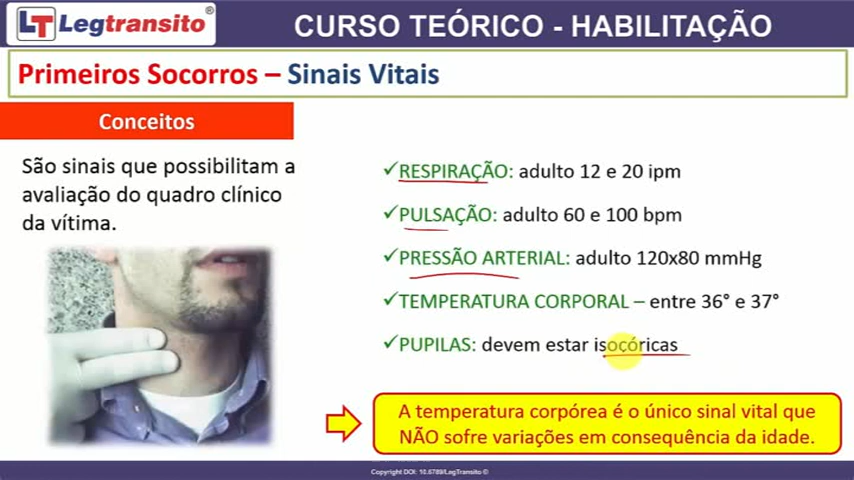 LT Legtransito®
CURSO TEÓRICO - HABILITAÇÃO
Primeiros Socorros – Sinais Vitais
Conceitos
São sinais que possibilitam a
avaliação do quadro clínico
da vítima.
✓RESPIRAÇÃO: adulto 12 e 20 ipm
✓PULSAÇÃO: adulto 60 e 100 bpm
✓PRESSÃO ARTERIAL: adulto 120x80 mmHg
✓TEMPERATURA CORPORAL – entre 36° e 37°
✓PUPILAS: devem estar isocóricas
A temperatura corpórea é o único sinal vital que
NÃO sofre variações em consequência da idade.
Copyright DOI: 10.6789/LegTransito ©